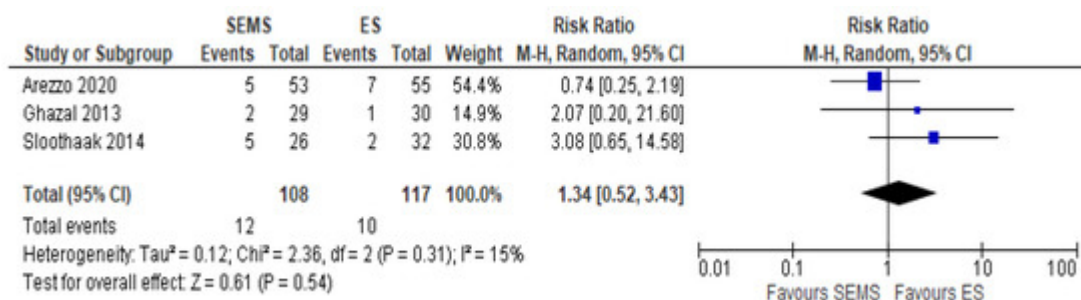 SEMS ES Risk Ratio Risk Ratio
Study or Subgroup Events Total Events Total Weight M-H, Random, 95% CI M-H, Random, 95% CI
Arezzo 2020 5 53 7 55 54.4% 0.74 [0.25, 2.19]
Ghazal 2013 2 29 1 30 14.9% 2.07 [0.20, 21.60]
Sloothaak 2014 5 26 2 32 30.8% 3.08 [0.65, 14.58]
Total (95% CI) 108 117 100.0% 1.34 [0.52, 3.43]
Total events 12 10
Heterogeneity: Tau² = 0.12; Chi² = 2.36, df = 2 (P = 0.31); I² = 15%
Test for overall effect: Z = 0.61 (P = 0.54)
0.01 0.1 1 10 100
Favours SEMS Favours ES